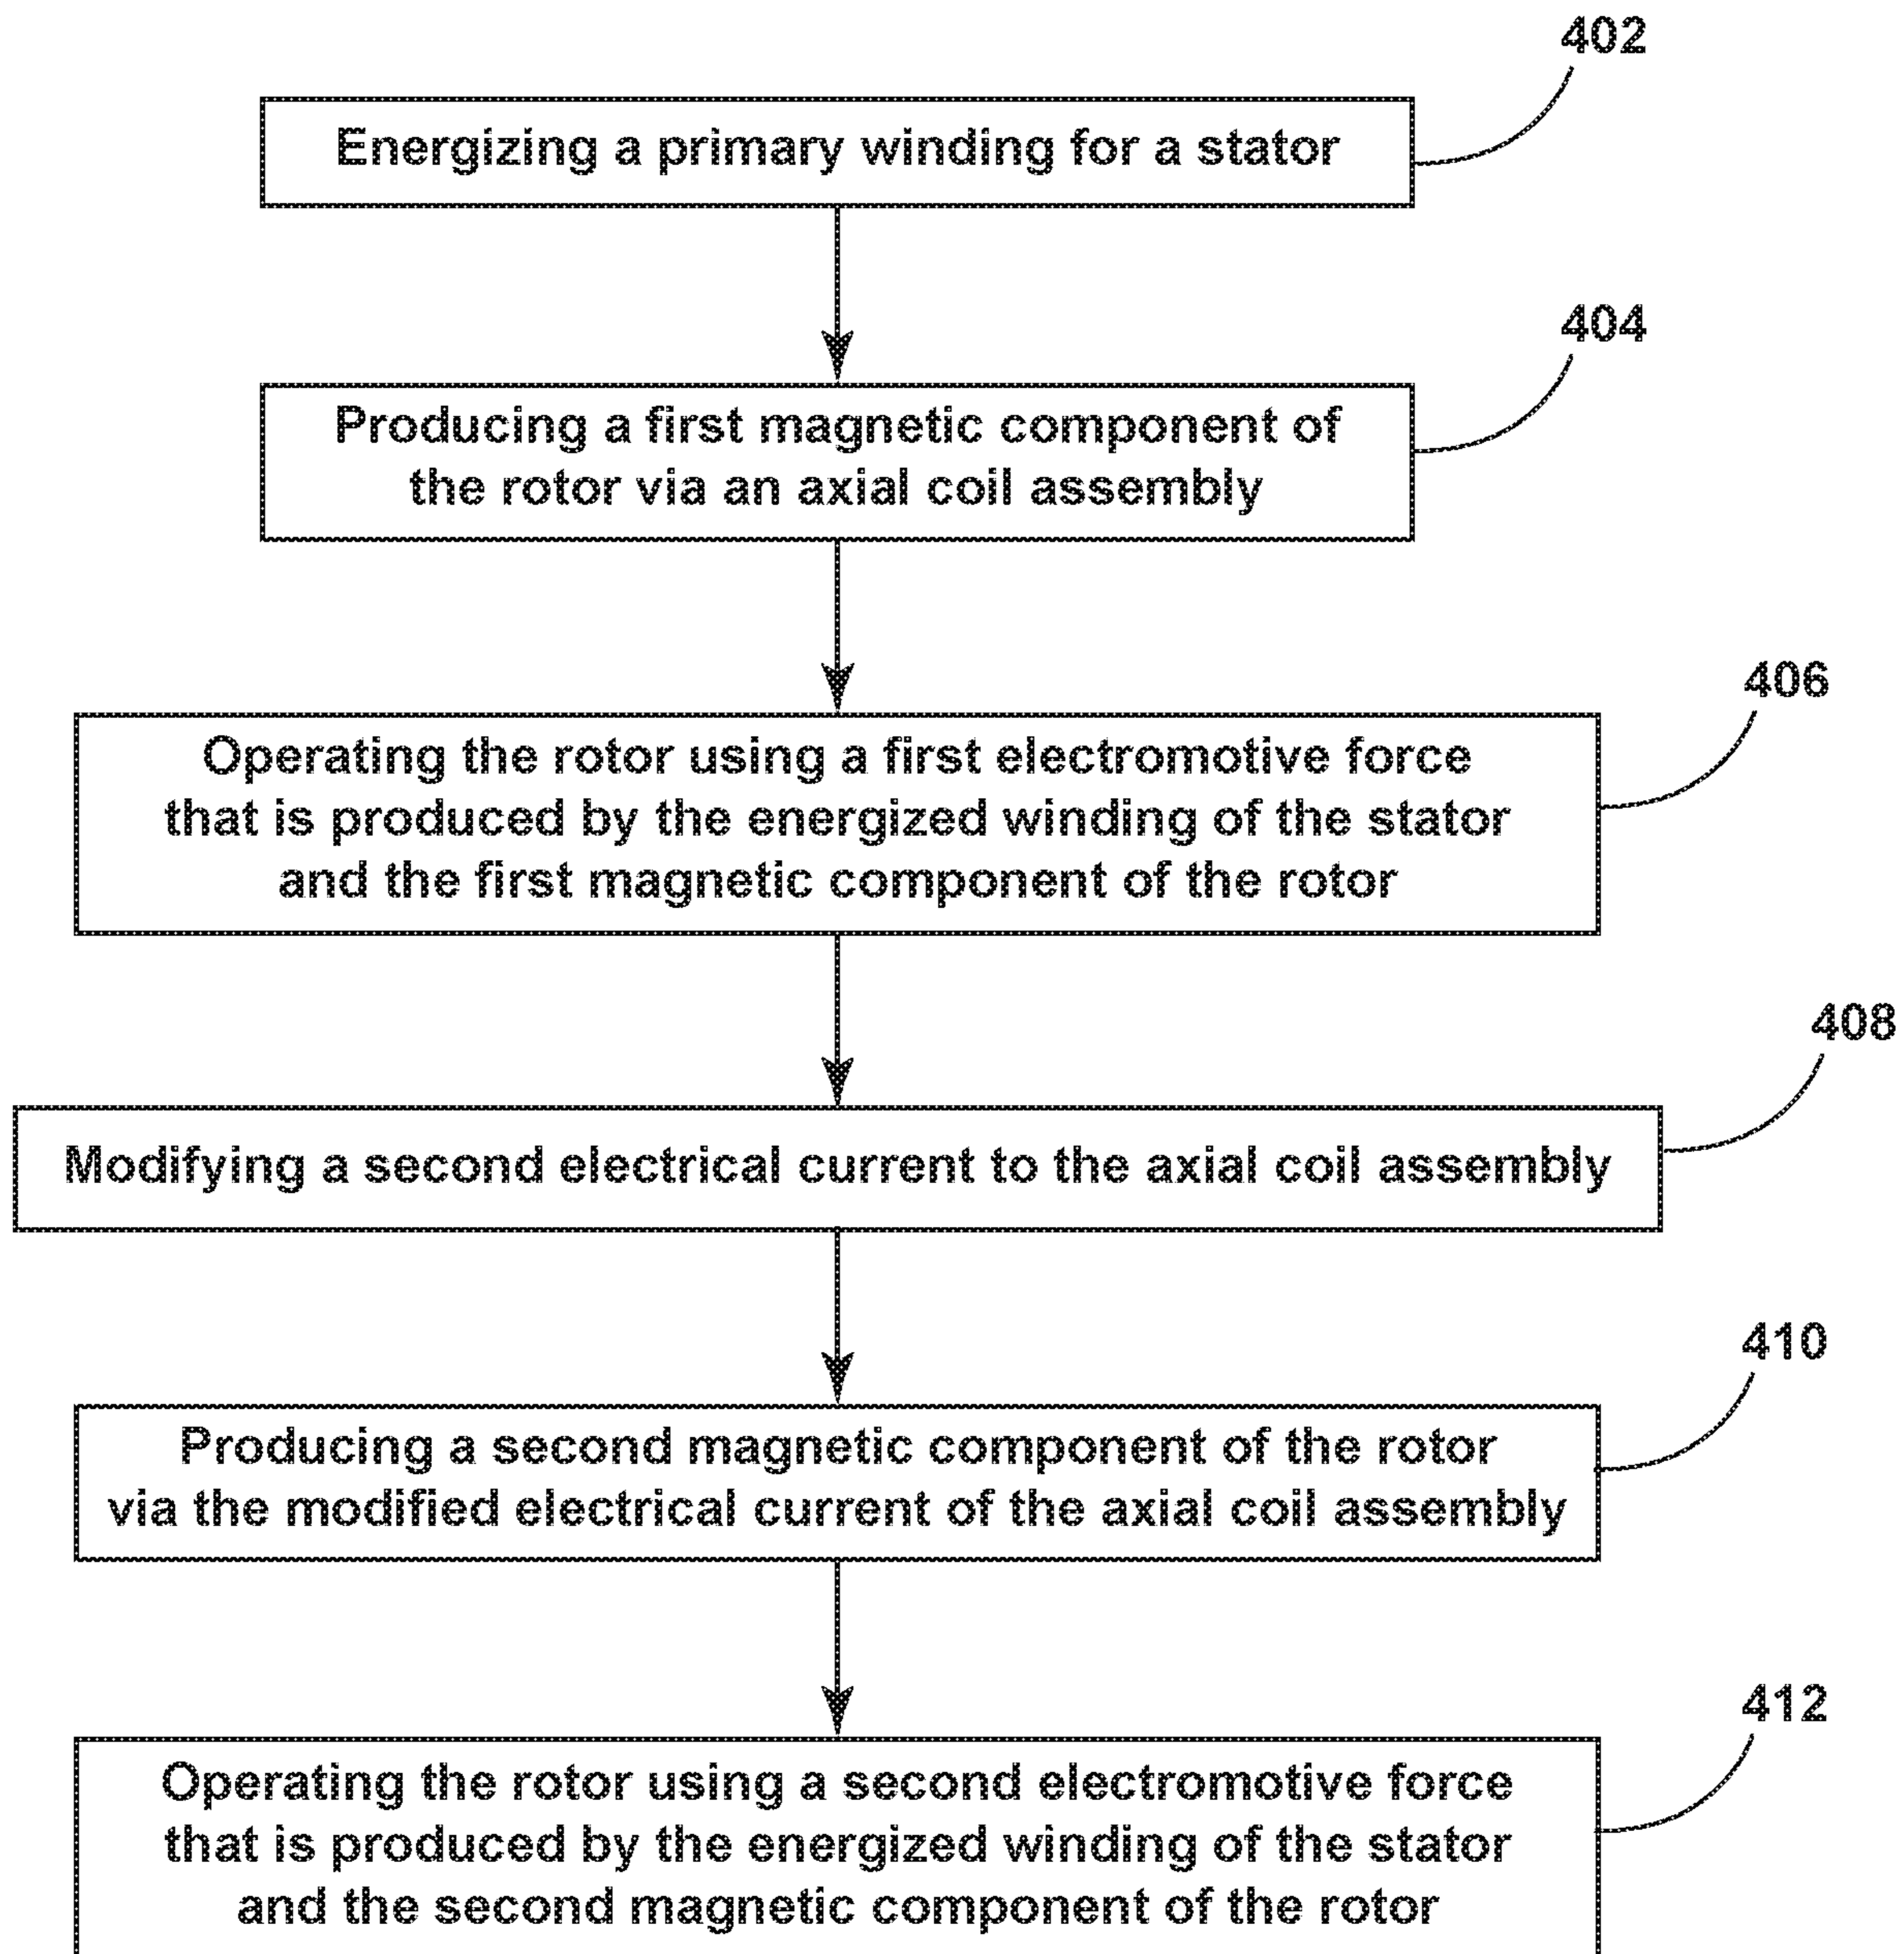 402
Energizing a primary winding for a stator
404
Producing a first magnetic component of
the rotor via an axial coil assembly
406
Operating the rotor using a first electromotive force
that is produced by the energized winding of the stator
and the first magnetic component of the rotor
408
Modifying a second electrical current to the axial coil assembly
410
Producing a second magnetic component of the rotor
via the modified electrical current of the axial coil assembly
412
Operating the rotor using a second electromotive force
that is produced by the energized winding of the stator
and the second magnetic component of the rotor